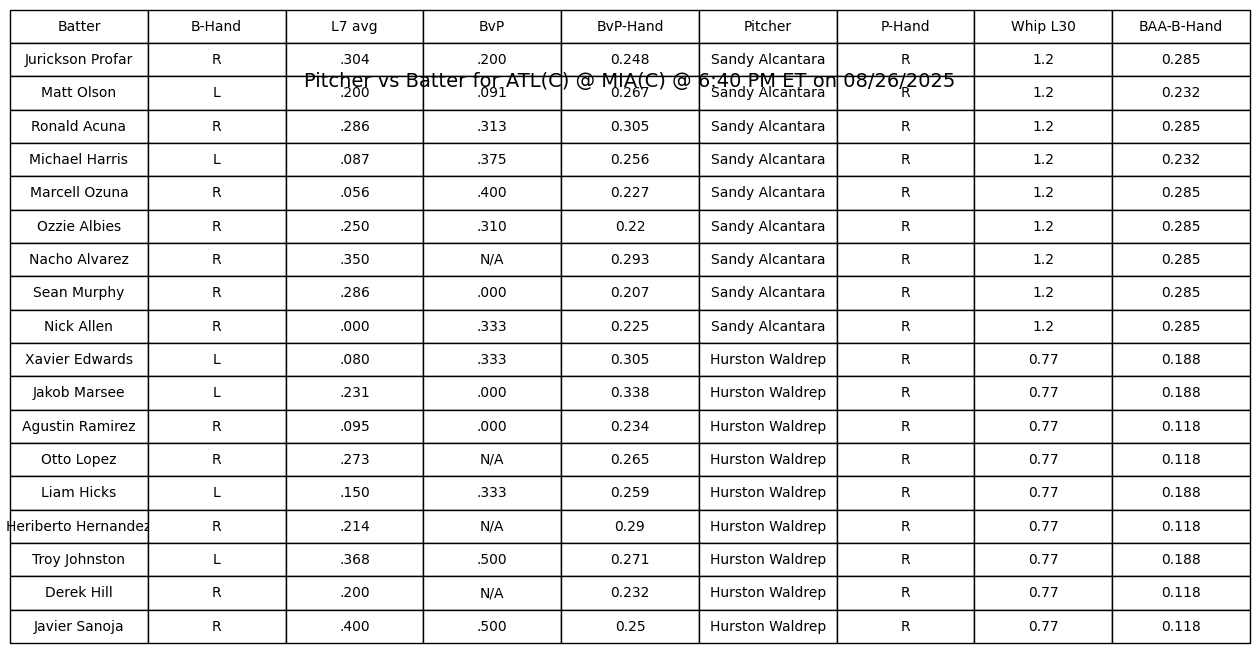 Batter B-Hand L7 avg BvP BvP-Hand Pitcher P-Hand Whip L30 BAA-B-Hand
Jurickson Profar R .304 .200 0.248 Sandy Alcantara R 1.2 0.285
Pitcher vs Batter for ATL(C) @ MIA(C) @ 6:40 PM ET on 08/26/2025
Matt Olson L .200 .091 0.267 Sandy Alcantara R 1.2 0.232
Ronald Acuna R .286 .313 0.305 Sandy Alcantara R 1.2 0.285
Michael Harris L .087 .375 0.256 Sandy Alcantara R 1.2 0.232
Marcell Ozuna R .056 .400 0.227 Sandy Alcantara R 1.2 0.285
Ozzie Albies R .250 .310 0.22 Sandy Alcantara R 1.2 0.285
Nacho Alvarez R .350 N/A 0.293 Sandy Alcantara R 1.2 0.285
Sean Murphy R .286 .000 0.207 Sandy Alcantara R 1.2 0.285
Nick Allen R .000 .333 0.225 Sandy Alcantara R 1.2 0.285
Xavier Edwards L .080 .333 0.305 Hurston Waldrep R 0.77 0.188
Jakob Marsee L .231 .000 0.338 Hurston Waldrep R 0.77 0.188
Agustin Ramirez R .095 .000 0.234 Hurston Waldrep R 0.77 0.118
Otto Lopez R .273 N/A 0.265 Hurston Waldrep R 0.77 0.118
Liam Hicks L .150 .333 0.259 Hurston Waldrep R 0.77 0.188
Heriberto Hernandez R .214 N/A 0.29 Hurston Waldrep R 0.77 0.118
Troy Johnston L .368 .500 0.271 Hurston Waldrep R 0.77 0.188
Derek Hill R .200 N/A 0.232 Hurston Waldrep R 0.77 0.118
Javier Sanoja R .400 .500 0.25 Hurston Waldrep R 0.77 0.118